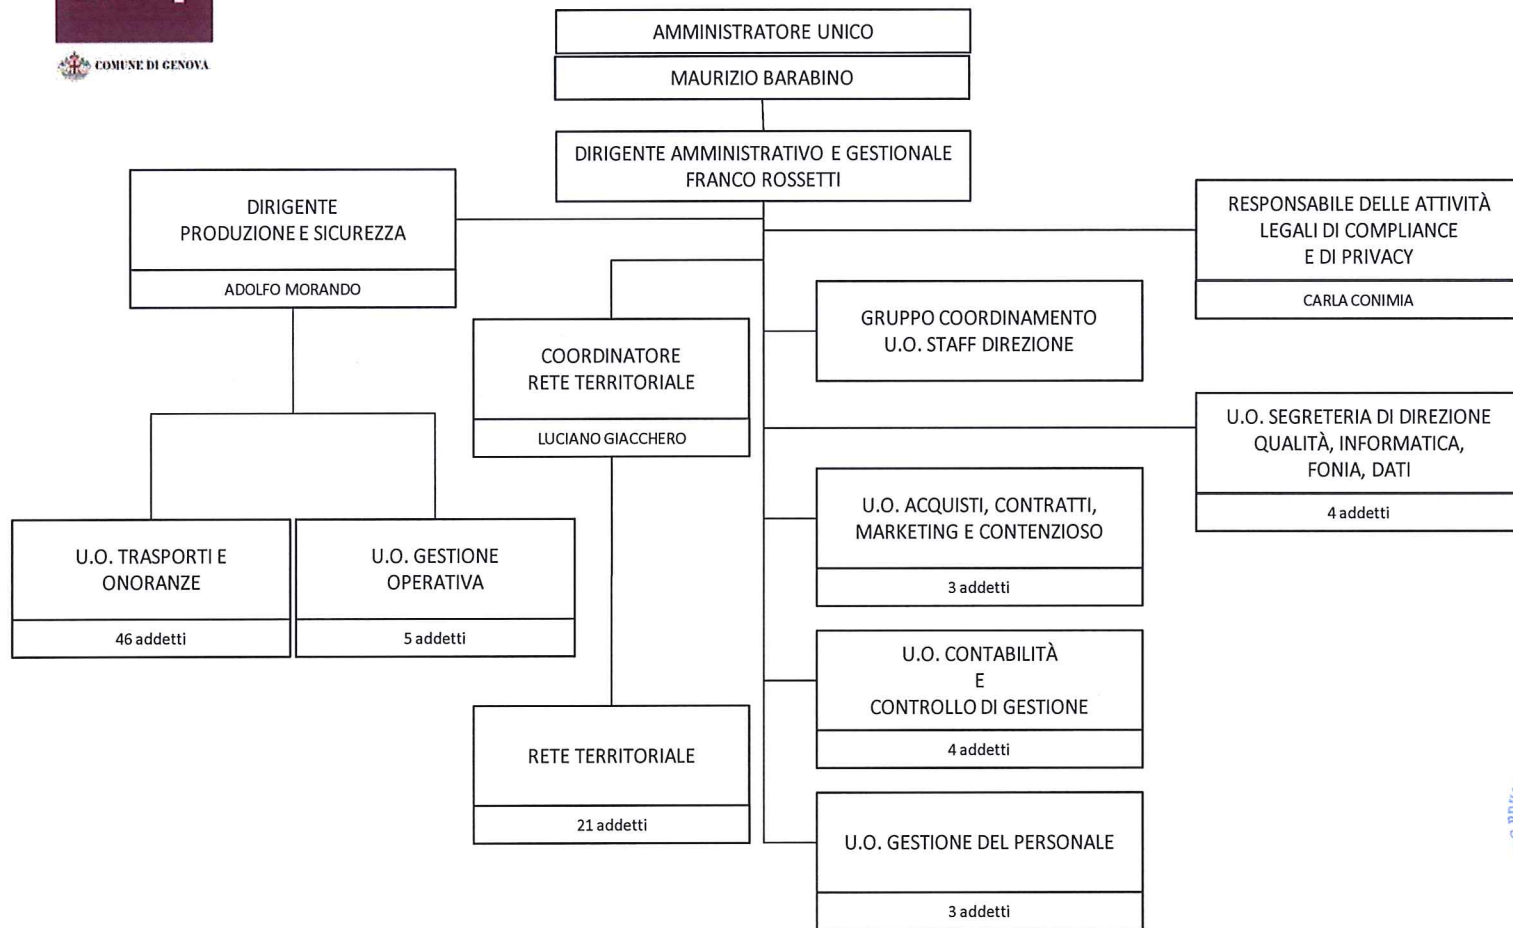 COMUNE DI GENOVA
AMMINISTRATORE UNICO
MAURIZIO BARABINO
DIRIGENTE AMMINISTRATIVO E GESTIONALE
FRANCO ROSSETTI
DIRIGENTE
PRODUZIONE E SICUREZZA
ADOLFO MORANDO
RESPONSABILE DELLE ATTIVITÀ
LEGALI DI COMPLIANCE
E DI PRIVACY
CARLA CONIMIA
GRUPPO COORDINAMENTO
U.O. STAFF DIREZIONE
COORDINATORE
RETE TERRITORIALE
LUCIANO GIACCHERO
U.O. SEGRETERIA DI DIREZIONE
QUALITÀ, INFORMATICA,
FONIA, DATI
4 addetti
U.O. ACQUISTI, CONTRATTI,
MARKETING E CONTENZIOSO
3 addetti
U.O. TRASPORTI E
ONORANZE
46 addetti
U.O. GESTIONE
OPERATIVA
5 addetti
U.O. CONTABILITÀ
E
CONTROLLO DI GESTIONE
4 addetti
RETE TERRITORIALE
21 addetti
U.O. GESTIONE DEL PERSONALE
3 addetti